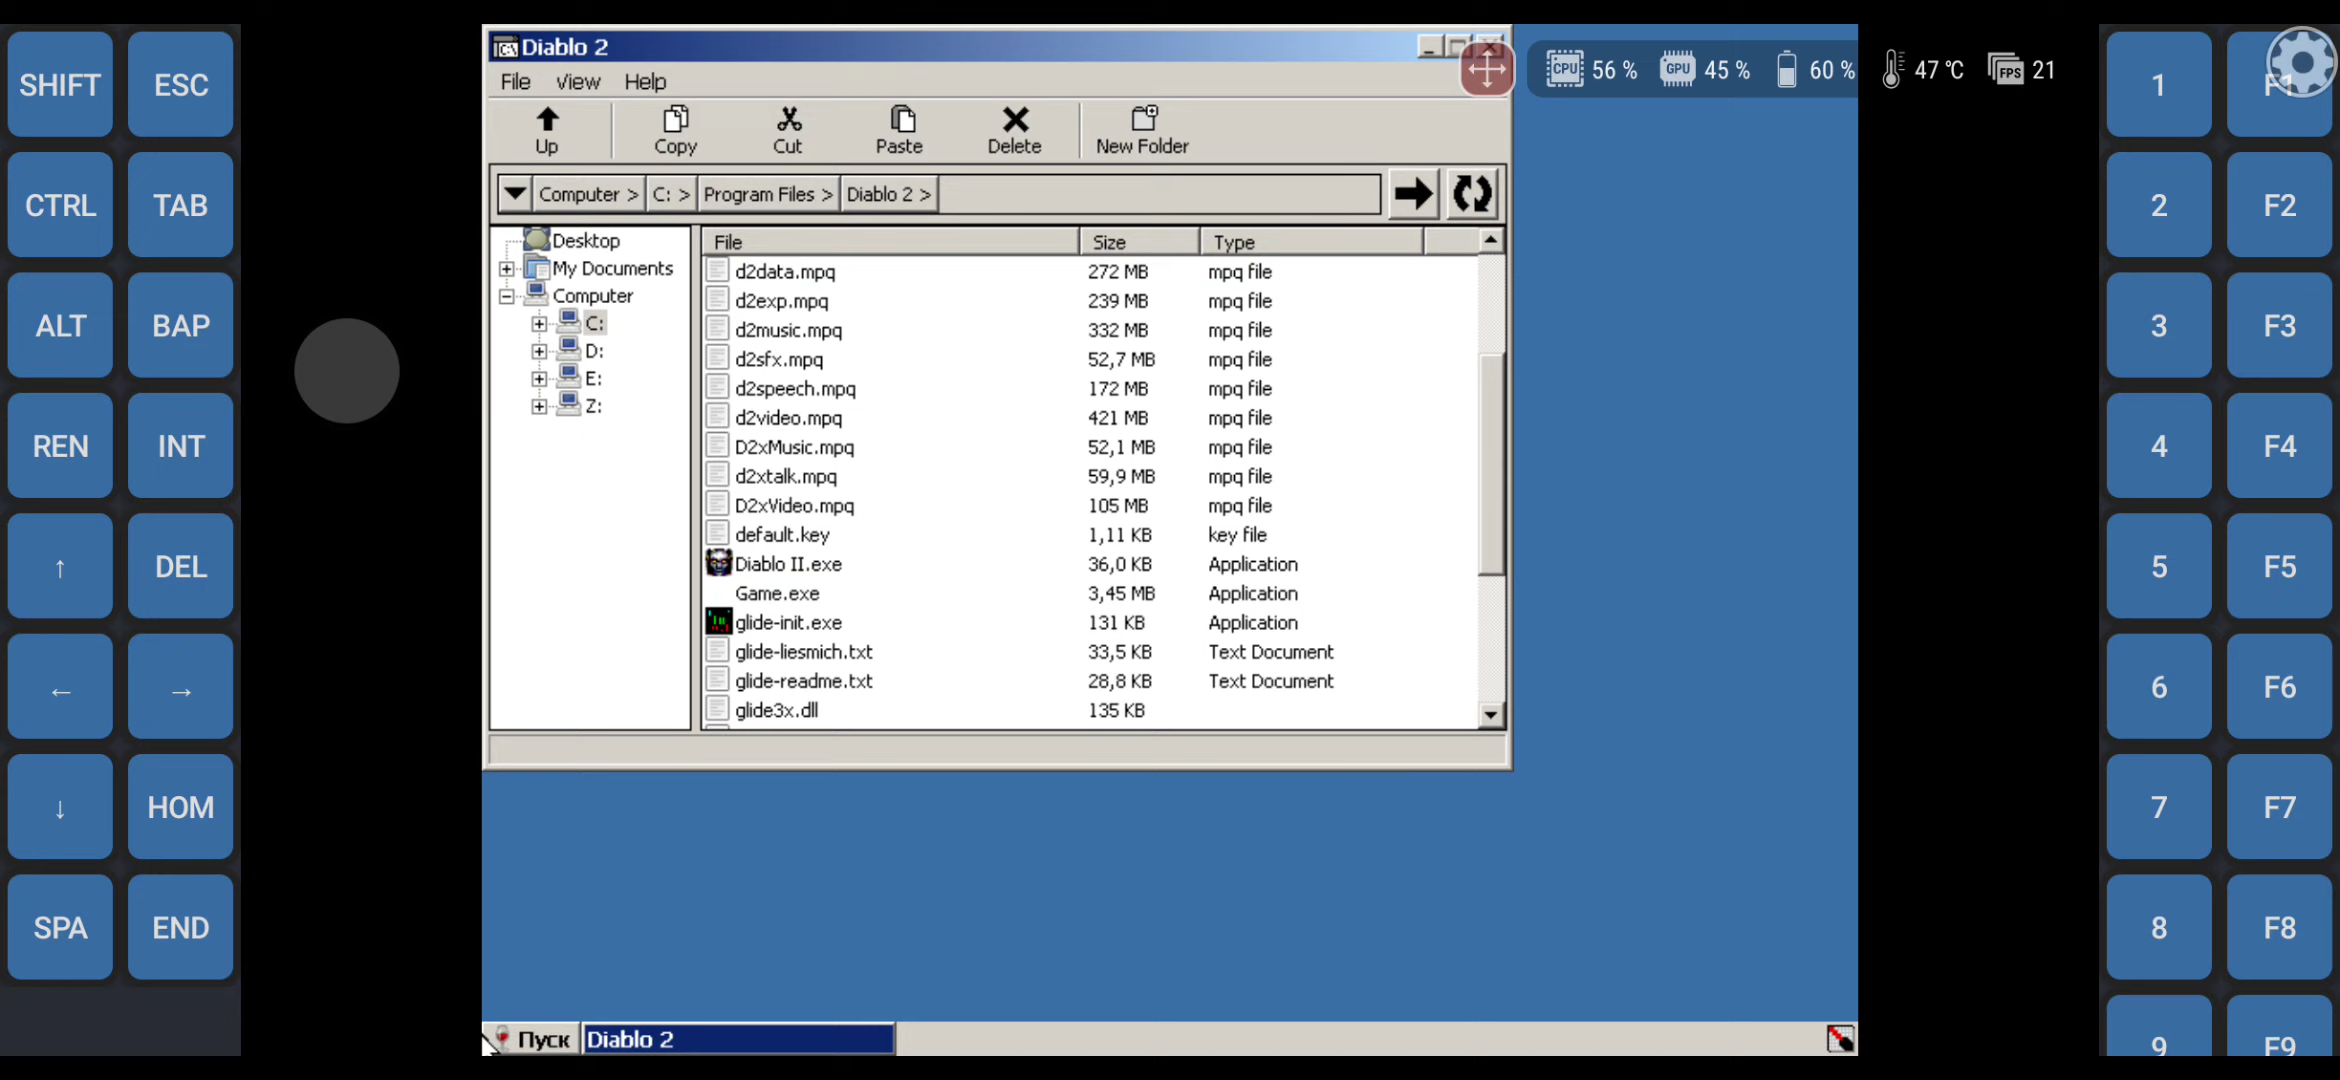 SHIFT ESC
CTRL TAB
ALT BAP
REN INT
↑ DEL
← →
↓ HOM
SPA END
Diablo 2
File View Help
Up Copy Cut Paste Delete New Folder
Computer > C: > Program Files > Diablo 2 >
Desktop
My Documents
Computer
C:
D:
E:
Z:
File Size Type
d2data.mpq 272 MB mpq file
d2exp.mpq 239 MB mpq file
d2music.mpq 332 MB mpq file
d2sfx.mpq 52,7 MB mpq file
d2speech.mpq 172 MB mpq file
d2video.mpq 421 MB mpq file
D2xMusic.mpq 52,1 MB mpq file
d2xtalk.mpq 59,9 MB mpq file
D2xVideo.mpq 105 MB mpq file
default.key 1,11 KB key file
Diablo II.exe 36,0 KB Application
Game.exe 3,45 MB Application
glide-init.exe 131 KB Application
glide-liesmich.txt 33,5 KB Text Document
glide-readme.txt 28,8 KB Text Document
glide3x.dll 135 KB
Пуск Diablo 2
CPU 56 % GPU 45 % 60 % 47 °C FPS 21
1 F1
2 F2
3 F3
4 F4
5 F5
6 F6
7 F7
8 F8
9 F9